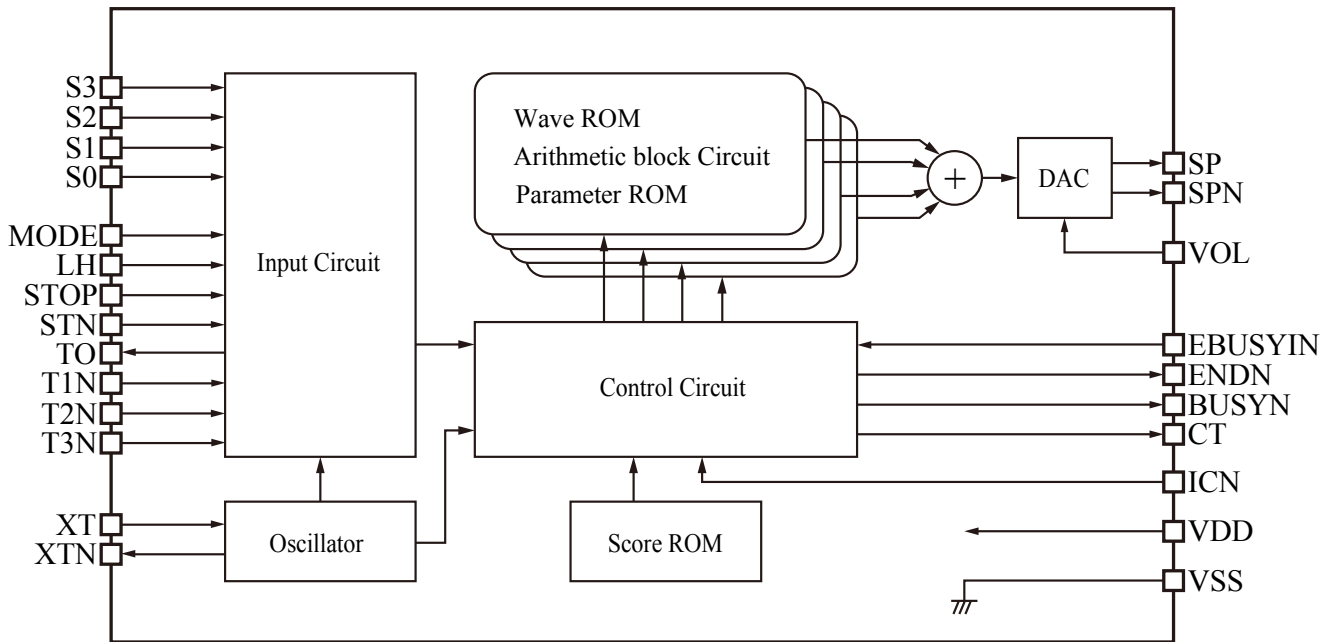 S3
S2
S1
S0
MODE
LH
STOP
STN
TO
T1N
T2N
T3N
XT
XTN
Input Circuit
Oscillator
Wave ROM
Arithmetic block Circuit
Parameter ROM
Control Circuit
Score ROM
+
DAC
SP
SPN
VOL
EBUSYIN
ENDN
BUSYN
CT
ICN
VDD
VSS